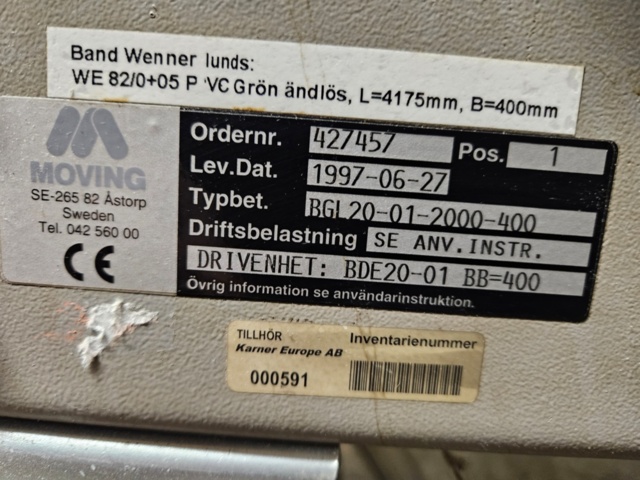 Band Wenner lunds:
WE 82/0+05 P VC Grön ändlös, L=4175mm, B=400mm
MOVING
SE-265 82 Åstorp
Sweden
Tel. 042 560 00
CE
Ordernr. 427457 Pos. 1
Lev.Dat. 1997-06-27
Typbet. BGL20-01-2000-400
Driftsbelastning SE ANV.INSTR.
DRIVENHET: BDE20-01 BB=400
Övrig information se användarinstruktion.
TILLHÖR Inventarienummer
Karner Europe AB
000591